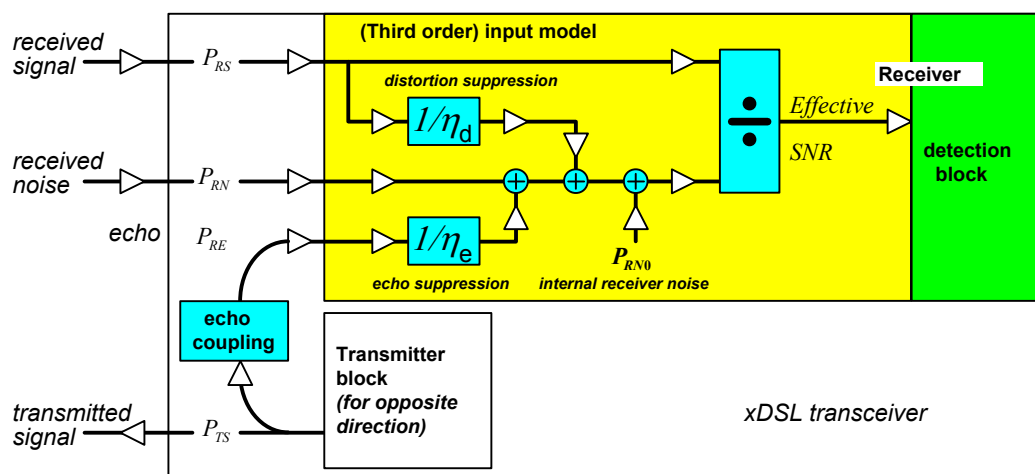 received
signal
P_RS
(Third order) input model
distortion suppression
1/η_d
Receiver
Effective
SNR
detection
block
received
noise
P_RN
+
+
+
echo
P_RE
1/η_e
P_RN0
echo suppression
internal receiver noise
echo
coupling
Transmitter
block
(for opposite
direction)
transmitted
signal
P_TS
xDSL transceiver